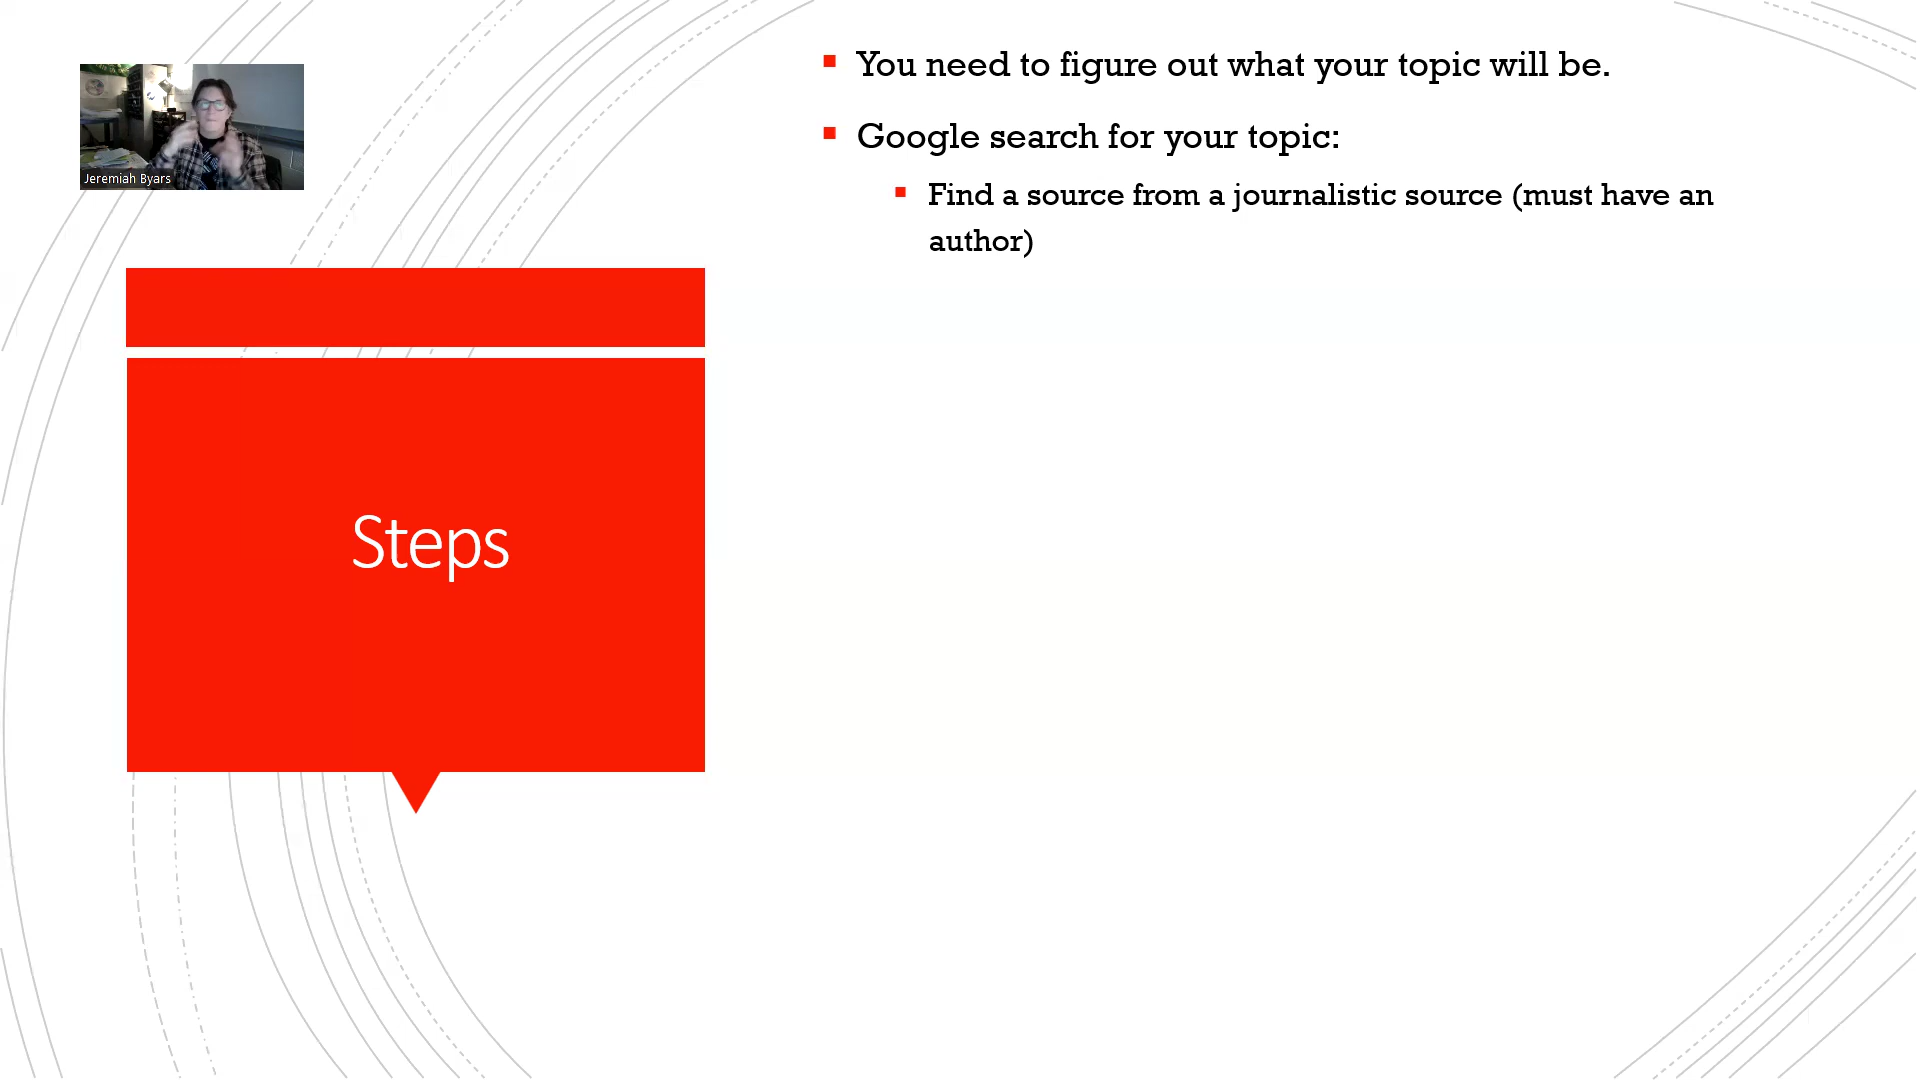 Jeremiah Byars
Steps
You need to figure out what your topic will be.
Google search for your topic:
Find a source from a journalistic source (must have an
author)